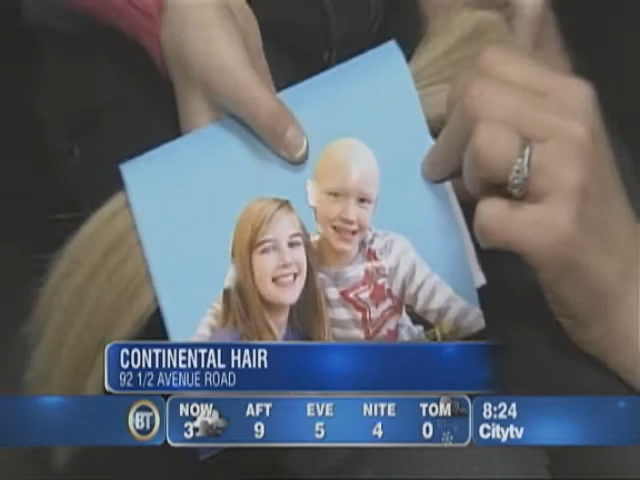 CONTINENTAL HAIR
92 1/2 AVENUE ROAD
BT
NOW AFT EVE NITE TOM
3 9 5 4 0
8:24
Citytv